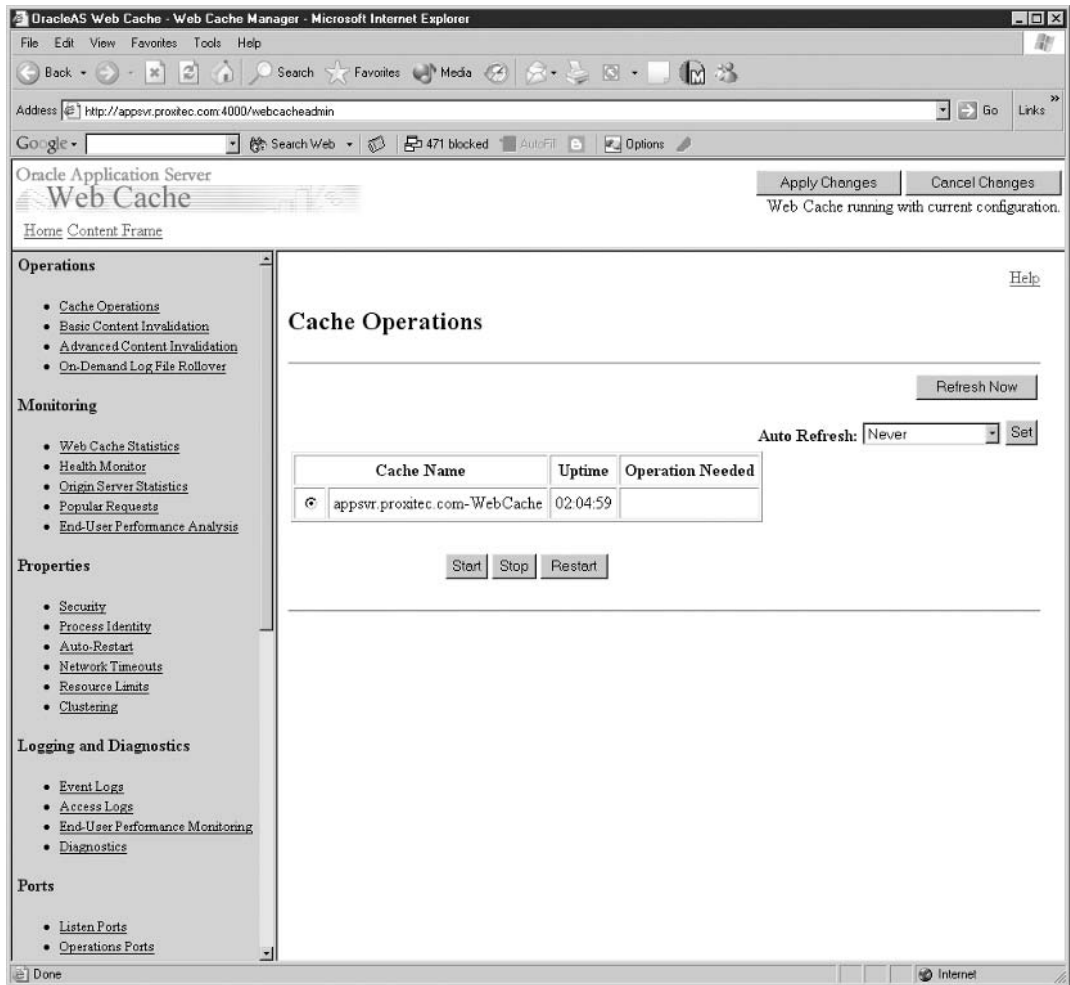 OracleAS Web Cache - Web Cache Manager - Microsoft Internet Explorer
File Edit View Favorites Tools Help
Back Search Favorites Media
Address http://appsvr.proxitec.com:4000/webcacheadmin Go Links »
Google Search Web 471 blocked AutoFill Options
Oracle Application Server
Web Cache
Home Content Frame
Apply Changes Cancel Changes
Web Cache running with current configuration.
Operations
Cache Operations
Basic Content Invalidation
Advanced Content Invalidation
On-Demand Log File Rollover
Monitoring
Web Cache Statistics
Health Monitor
Origin Server Statistics
Popular Requests
End-User Performance Analysis
Properties
Security
Process Identity
Auto-Restart
Network Timeouts
Resource Limits
Clustering
Logging and Diagnostics
Event Logs
Access Logs
End-User Performance Monitoring
Diagnostics
Ports
Listen Ports
Operations Ports
Help
Cache Operations
Refresh Now
Auto Refresh: Never Set
Cache Name Uptime Operation Needed
appsvr.proxitec.com-WebCache 02:04:59
Start Stop Restart
Done Internet